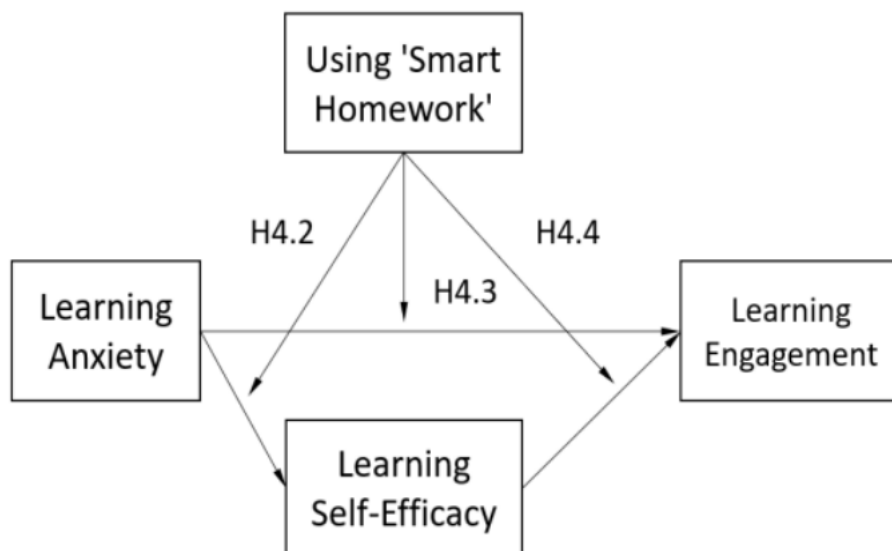 Using 'Smart
Homework'
H4.2
H4.4
H4.3
Learning
Anxiety
Learning
Engagement
Learning
Self-Efficacy